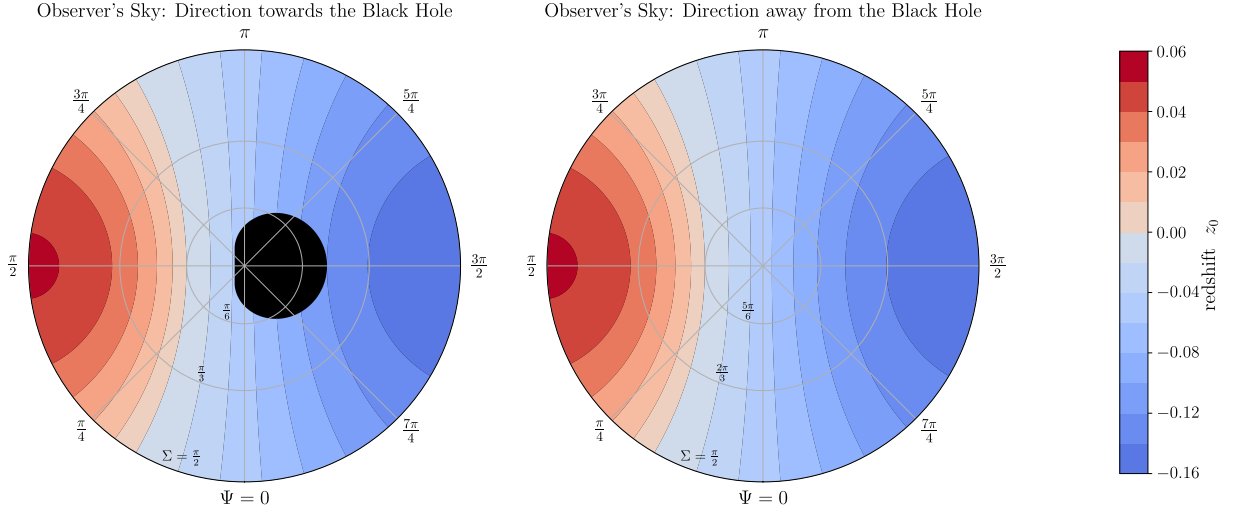 Observer's Sky: Direction towards the Black Hole
π
3π/4
5π/4
π/2
3π/2
π/6
π/3
π/4
7π/4
Σ = π/2
Ψ = 0
Observer's Sky: Direction away from the Black Hole
π
3π/4
5π/4
π/2
3π/2
5π/6
2π/3
π/4
7π/4
Σ = π/2
Ψ = 0
0.06
0.04
0.02
0.00
−0.04
−0.08
−0.12
−0.16
redshift z₀